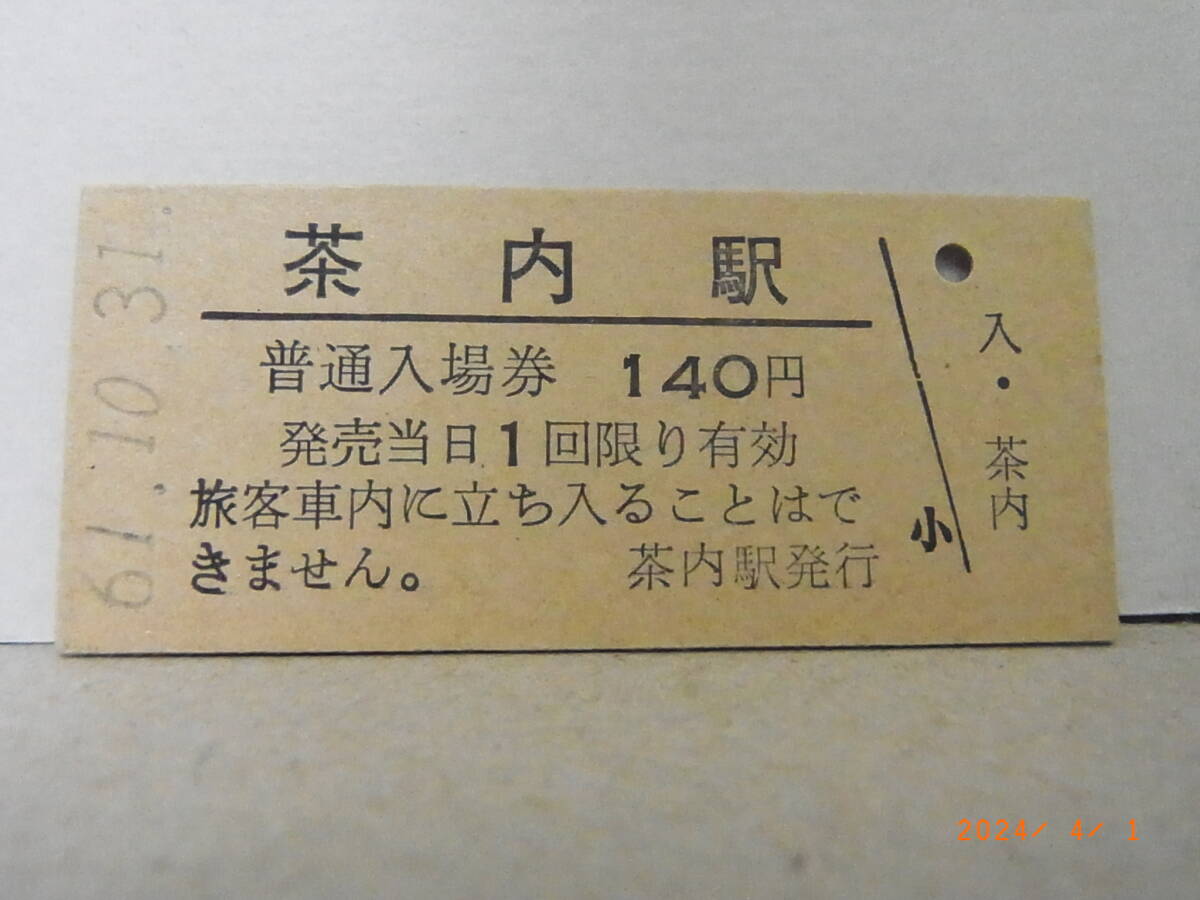 茶内駅
普通入場券 140円
発売当日1回限り有効
旅客車内に立ち入ることはで
きません。 茶内駅発行
61.10.31
小
入・茶内
2024/ 4/ 1